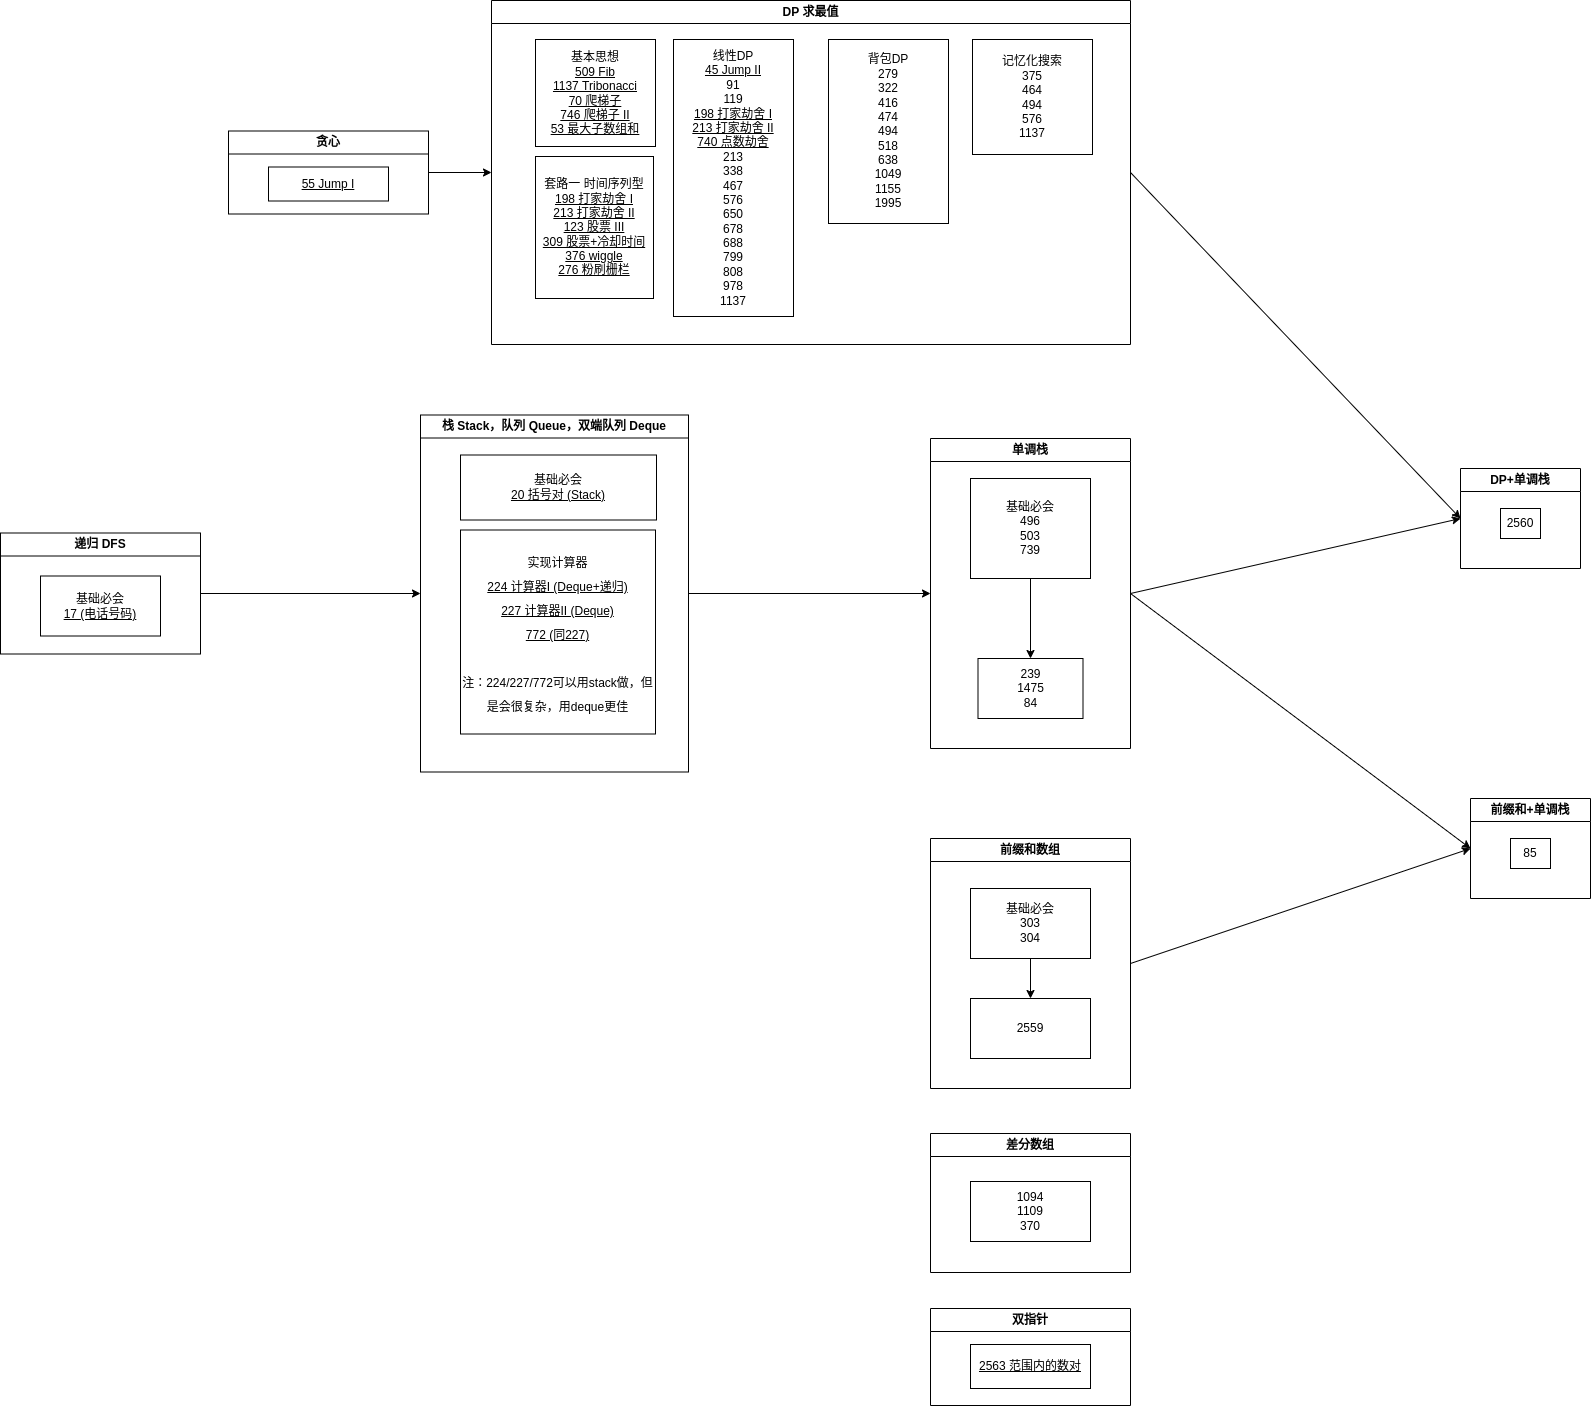 DP 求最值
基本思想
509 Fib
1137 Tribonacci
70 爬梯子
746 爬梯子 II
53 最大子数组和
套路一 时间序列型
198 打家劫舍 I
213 打家劫舍 II
123 股票 III
309 股票+冷却时间
376 wiggle
276 粉刷栅栏
线性DP
45 Jump II
91
119
198 打家劫舍 I
213 打家劫舍 II
740 点数劫舍
213
338
467
576
650
678
688
799
808
978
1137
背包DP
279
322
416
474
494
518
638
1049
1155
1995
记忆化搜索
375
464
494
576
1137
贪心
55 Jump I
栈 Stack，队列 Queue，双端队列 Deque
基础必会
20 括号对 (Stack)
实现计算器
224 计算器I (Deque+递归)
227 计算器II (Deque)
772 (同227)
注：224/227/772可以用stack做，但
是会很复杂，用deque更佳
递归 DFS
基础必会
17 (电话号码)
单调栈
基础必会
496
503
739
239
1475
84
DP+单调栈
2560
前缀和+单调栈
85
前缀和数组
基础必会
303
304
2559
差分数组
1094
1109
370
双指针
2563 范围内的数对